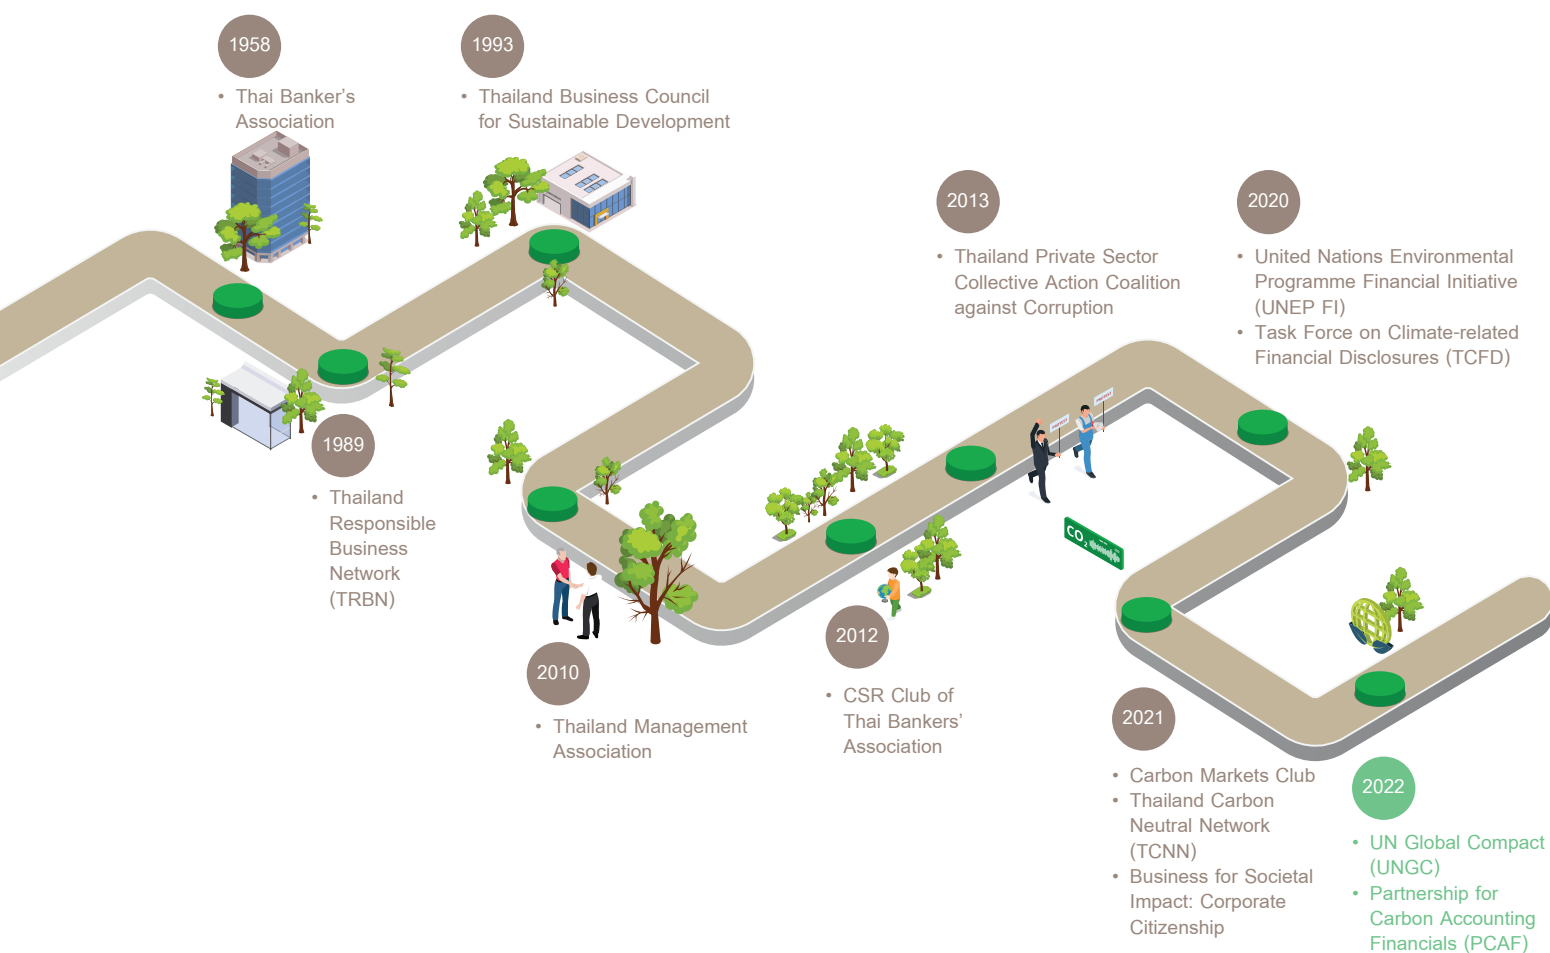 1958
• Thai Banker's
Association
1993
• Thailand Business Council
for Sustainable Development
1989
• Thailand
Responsible
Business
Network
(TRBN)
2010
• Thailand Management
Association
2012
• CSR Club of
Thai Bankers'
Association
2013
• Thailand Private Sector
Collective Action Coalition
against Corruption
PROTEST
PROTEST
2020
• United Nations Environmental
Programme Financial Initiative
(UNEP FI)
• Task Force on Climate-related
Financial Disclosures (TCFD)
CO2
2021
• Carbon Markets Club
• Thailand Carbon
Neutral Network
(TCNN)
• Business for Societal
Impact: Corporate
Citizenship
2022
• UN Global Compact
(UNGC)
• Partnership for
Carbon Accounting
Financials (PCAF)